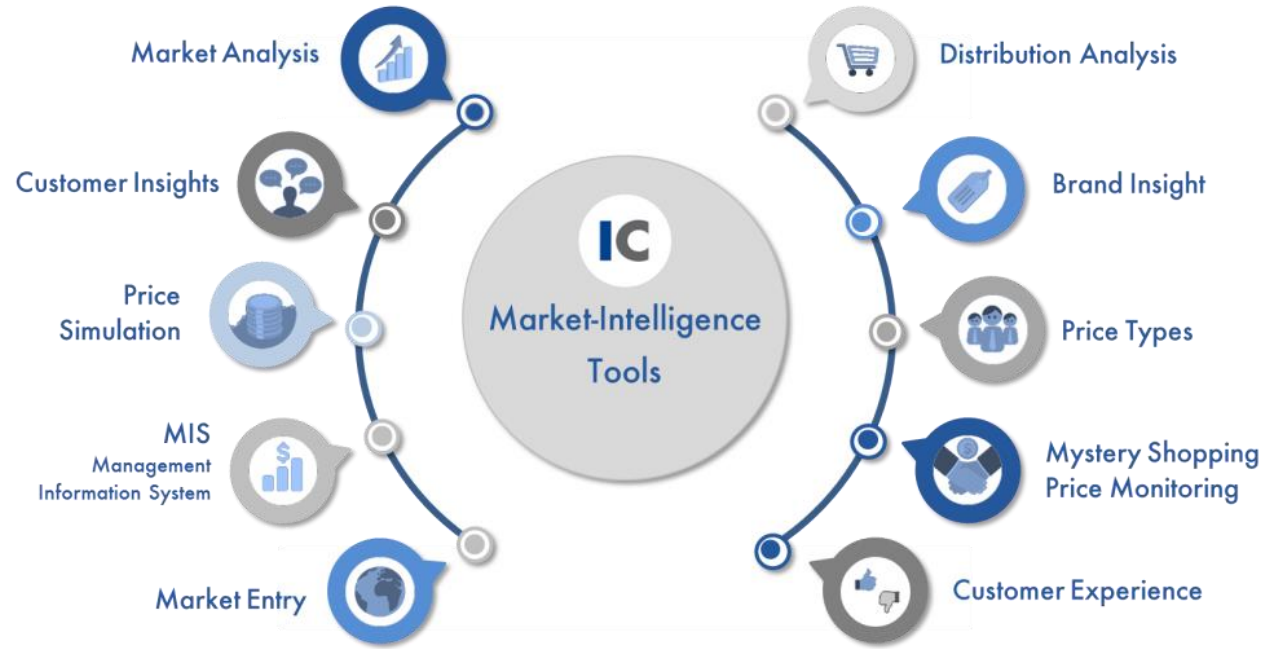 Market Analysis
Customer Insights
Price
Simulation
MIS
Management
Information System
Market Entry
IC
Market-Intelligence
Tools
Distribution Analysis
Brand Insight
Price Types
Mystery Shopping
Price Monitoring
Customer Experience
$
$